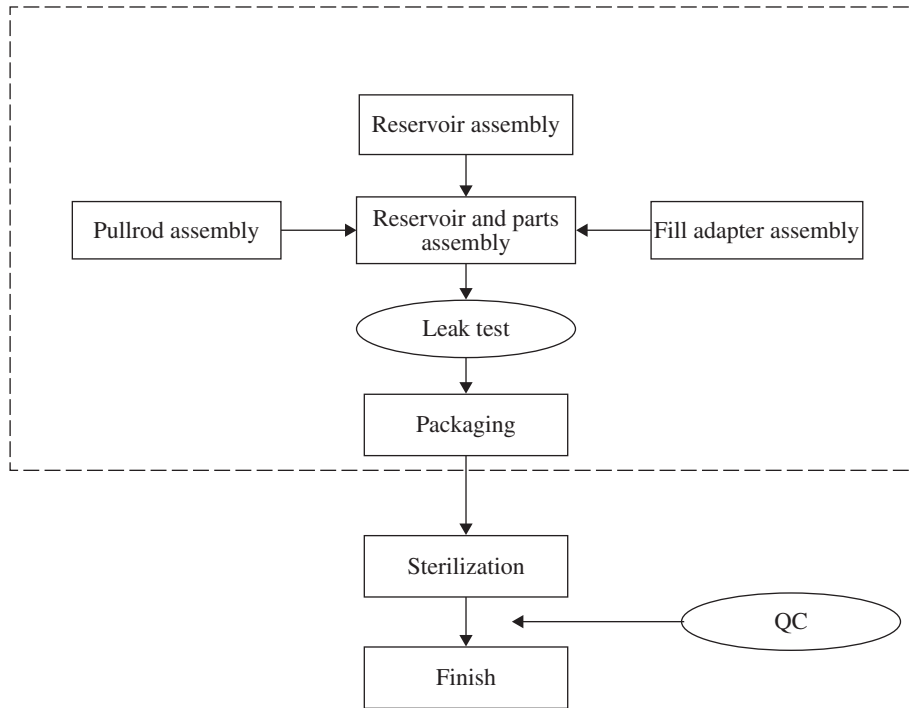 Reservoir assembly
Pullrod assembly
Reservoir and parts
assembly
Fill adapter assembly
Leak test
Packaging
Sterilization
QC
Finish